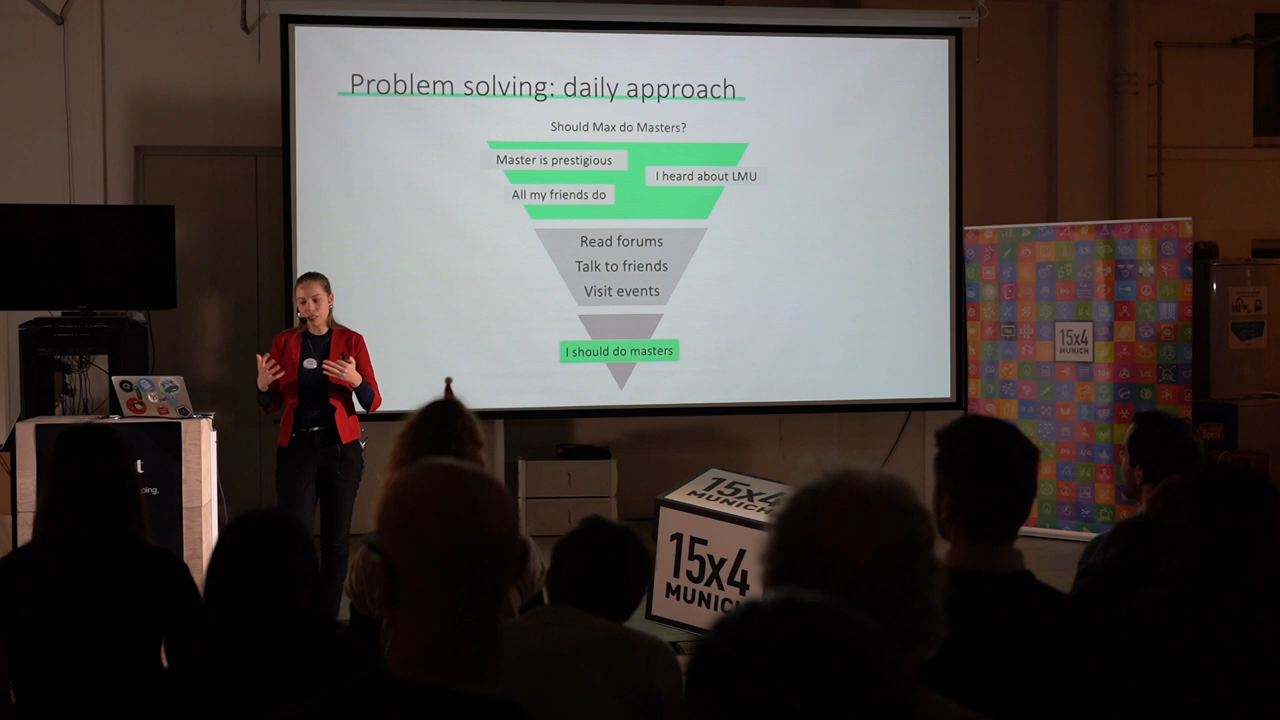 Problem solving: daily approach
Should Max do Masters?
Master is prestigious
I heard about LMU
All my friends do
Read forums
Talk to friends
Visit events
I should do masters
15x4
MUNICH
15x4
MUNICH
15x4